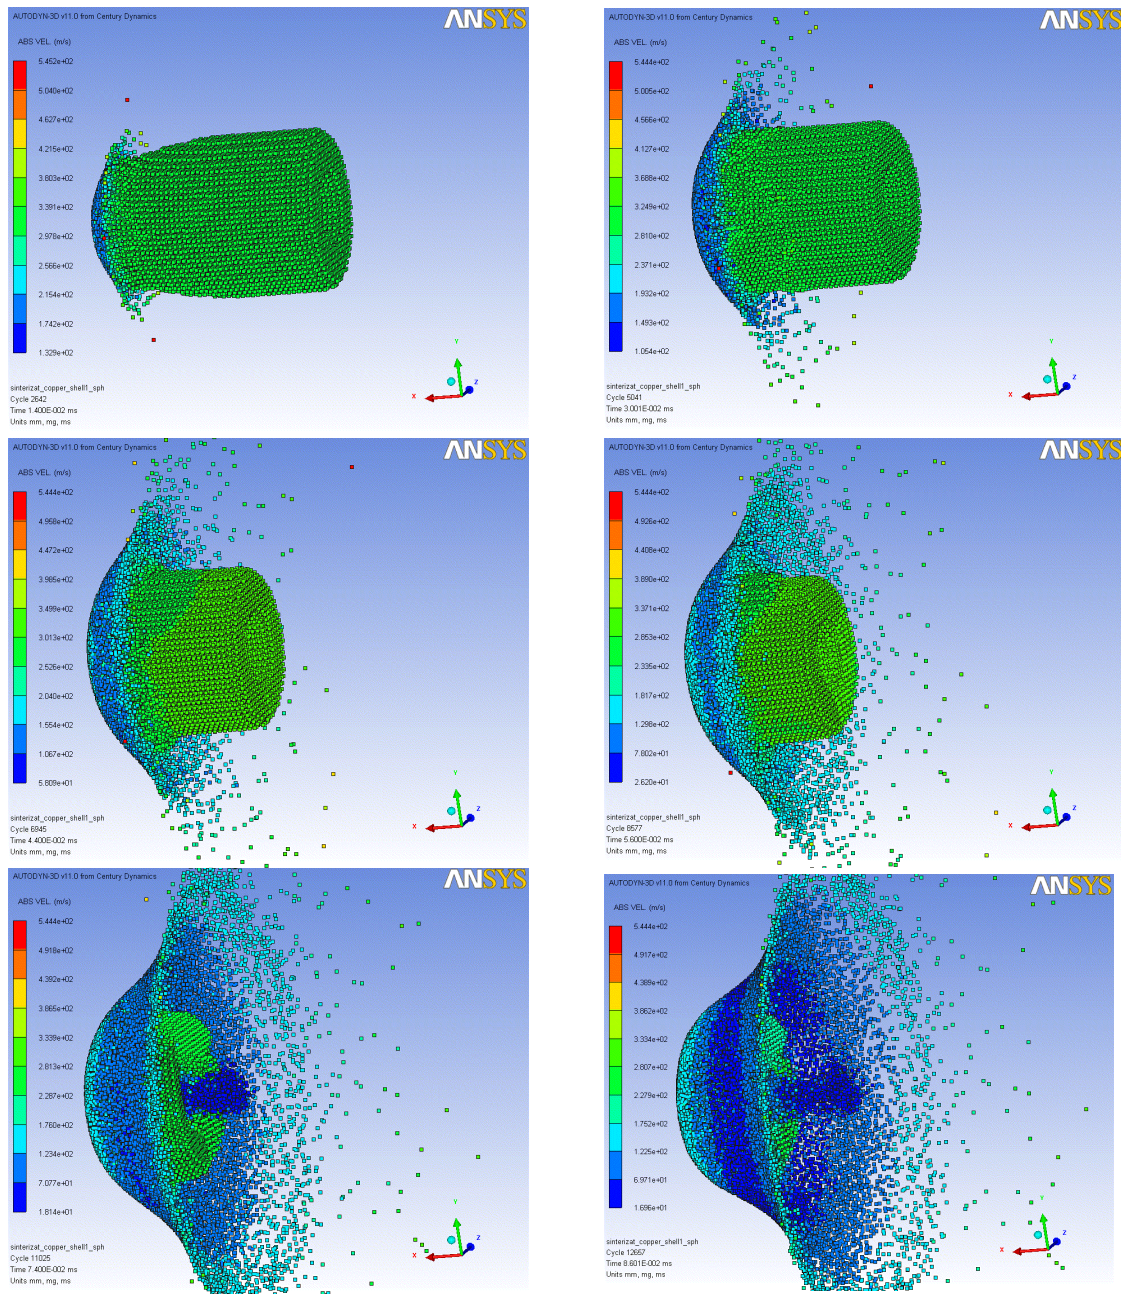 AUTODYN-3D v11.0 from Century Dynamics
ANSYS
ABS VEL. (m/s)
5.452e+02
5.040e+02
4.627e+02
4.215e+02
3.803e+02
3.391e+02
2.978e+02
2.566e+02
2.154e+02
1.742e+02
1.329e+02
Y
Z
X
sinterizat_copper_shell1_sph
Cycle 2642
Time 1.400E-002 ms
Units mm, mg, ms
AUTODYN-3D v11.0 from Century Dynamics
ANSYS
ABS VEL. (m/s)
5.444e+02
5.005e+02
4.566e+02
4.127e+02
3.688e+02
3.249e+02
2.810e+02
2.371e+02
1.932e+02
1.493e+02
1.054e+02
Y
Z
X
sinterizat_copper_shell1_sph
Cycle 5041
Time 3.001E-002 ms
Units mm, mg, ms
AUTODYN-3D v11.0 from Century Dynamics
ANSYS
ABS VEL. (m/s)
5.444e+02
4.958e+02
4.472e+02
3.985e+02
3.499e+02
3.013e+02
2.526e+02
2.040e+02
1.554e+02
1.067e+02
5.809e+01
Y
Z
X
sinterizat_copper_shell1_sph
Cycle 6945
Time 4.400E-002 ms
Units mm, mg, ms
AUTODYN-3D v11.0 from Century Dynamics
ANSYS
ABS VEL. (m/s)
5.444e+02
4.926e+02
4.408e+02
3.890e+02
3.371e+02
2.853e+02
2.335e+02
1.817e+02
1.298e+02
7.802e+01
2.620e+01
Y
Z
X
sinterizat_copper_shell1_sph
Cycle 8577
Time 5.600E-002 ms
Units mm, mg, ms
AUTODYN-3D v11.0 from Century Dynamics
ANSYS
ABS VEL. (m/s)
5.444e+02
4.918e+02
4.392e+02
3.865e+02
3.339e+02
2.813e+02
2.287e+02
1.760e+02
1.234e+02
7.077e+01
1.814e+01
Y
Z
X
sinterizat_copper_shell1_sph
Cycle 11025
Time 7.400E-002 ms
Units mm, mg, ms
AUTODYN-3D v11.0 from Century Dynamics
ANSYS
ABS VEL. (m/s)
5.444e+02
4.917e+02
4.389e+02
3.862e+02
3.334e+02
2.807e+02
2.279e+02
1.752e+02
1.225e+02
6.971e+01
1.696e+01
Y
Z
X
sinterizat_copper_shell1_sph
Cycle 12657
Time 8.601E-002 ms
Units mm, mg, ms